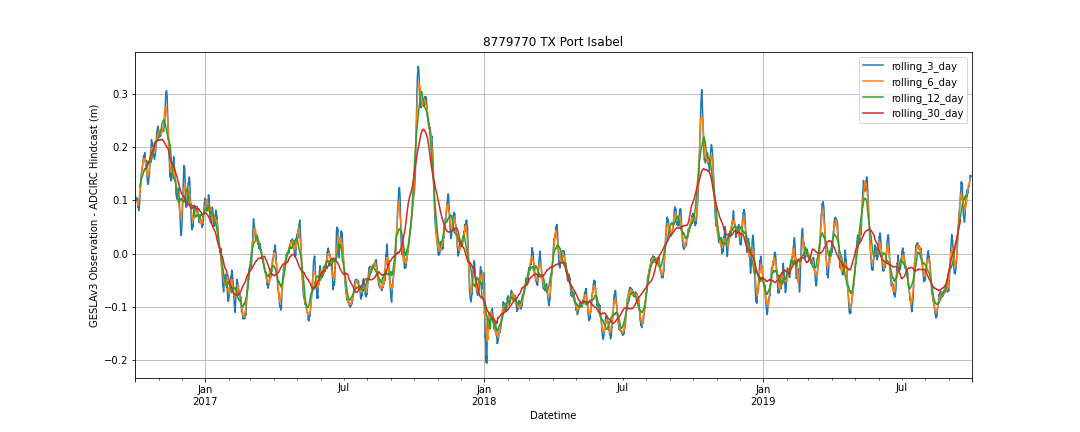 8779770 TX Port Isabel
GESLAv3 Observation - ADCIRC Hindcast (m)
0.3
0.2
0.1
0.0
−0.1
−0.2
rolling_3_day
rolling_6_day
rolling_12_day
rolling_30_day
Jan
2017
Jul
Jan
2018
Jul
Jan
2019
Jul
Datetime